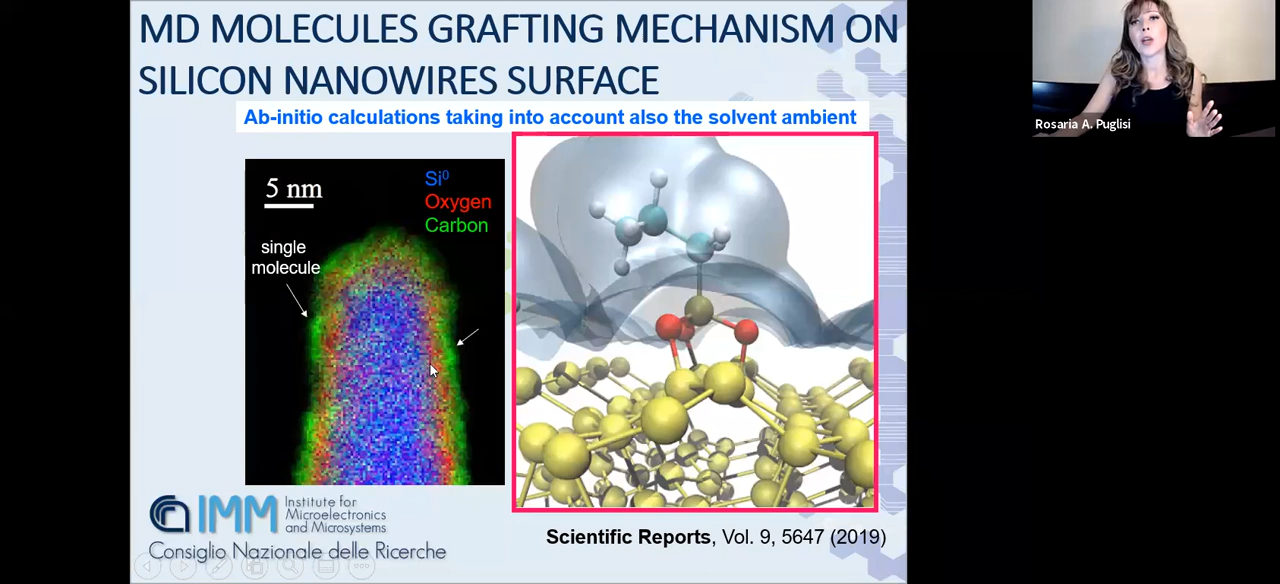 MD MOLECULES GRAFTING MECHANISM ON
SILICON NANOWIRES SURFACE
Ab-initio calculations taking into account also the solvent ambient
5 nm
Si⁰
Oxygen
Carbon
single
molecule
IMM
Institute for
Microelectronics
and Microsystems
Consiglio Nazionale delle Ricerche
Scientific Reports, Vol. 9, 5647 (2019)
Rosaria A. Puglisi